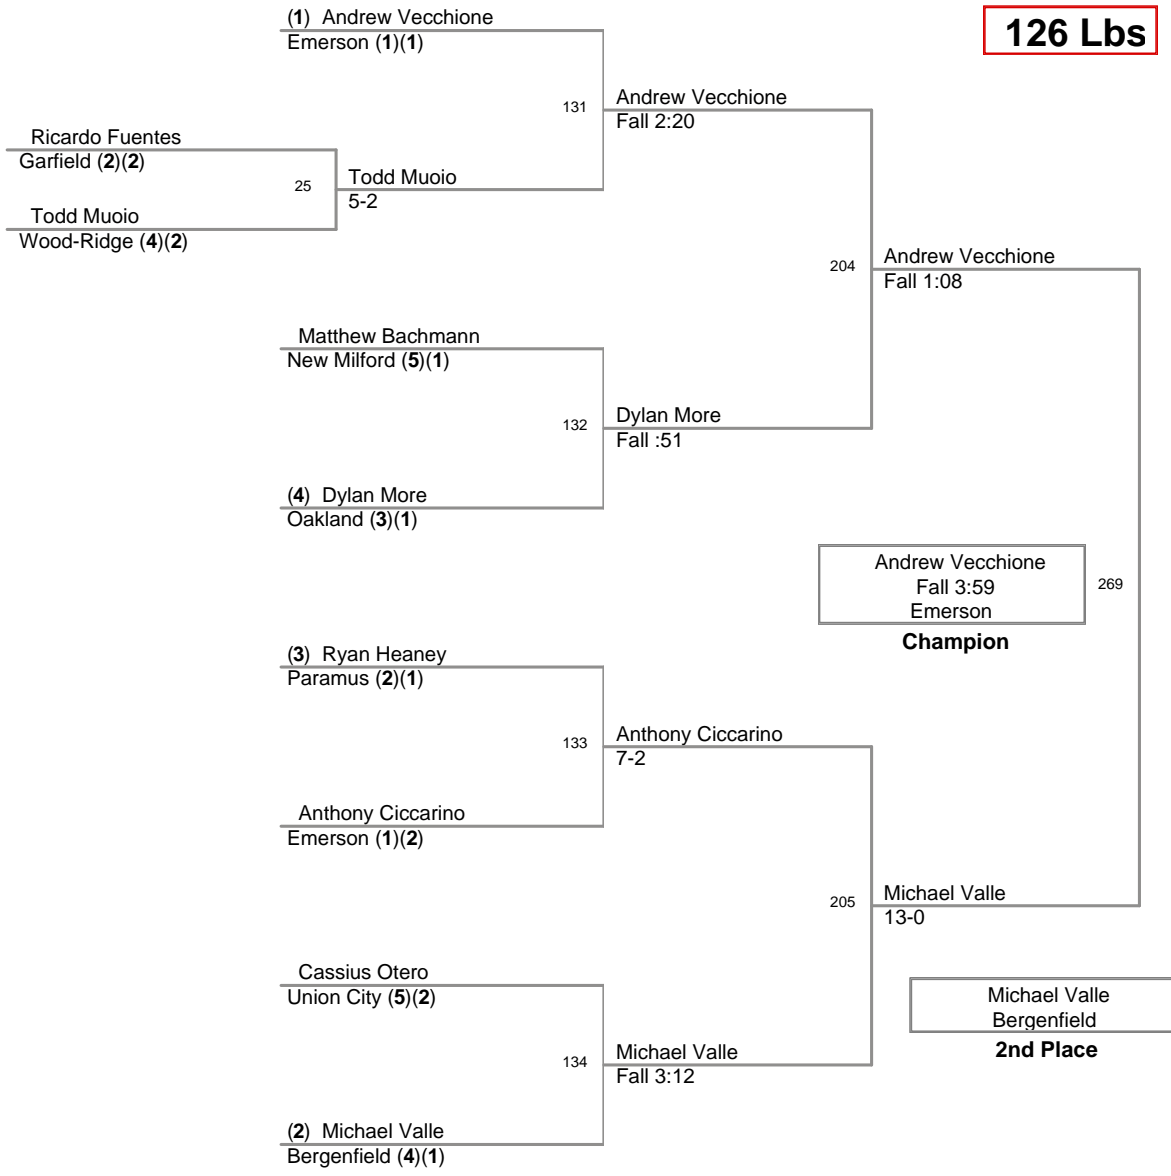 (1) Andrew Vecchione
Emerson (1)(1)
126 Lbs
131
Andrew Vecchione
Fall 2:20
Ricardo Fuentes
Garfield (2)(2)
25
Todd Muoio
5-2
Todd Muoio
Wood-Ridge (4)(2)
204
Andrew Vecchione
Fall 1:08
Matthew Bachmann
New Milford (5)(1)
132
Dylan More
Fall :51
(4) Dylan More
Oakland (3)(1)
Andrew Vecchione
Fall 3:59
Emerson
269
Champion
(3) Ryan Heaney
Paramus (2)(1)
133
Anthony Ciccarino
7-2
Anthony Ciccarino
Emerson (1)(2)
205
Michael Valle
13-0
Cassius Otero
Union City (5)(2)
Michael Valle
Bergenfield
2nd Place
134
Michael Valle
Fall 3:12
(2) Michael Valle
Bergenfield (4)(1)